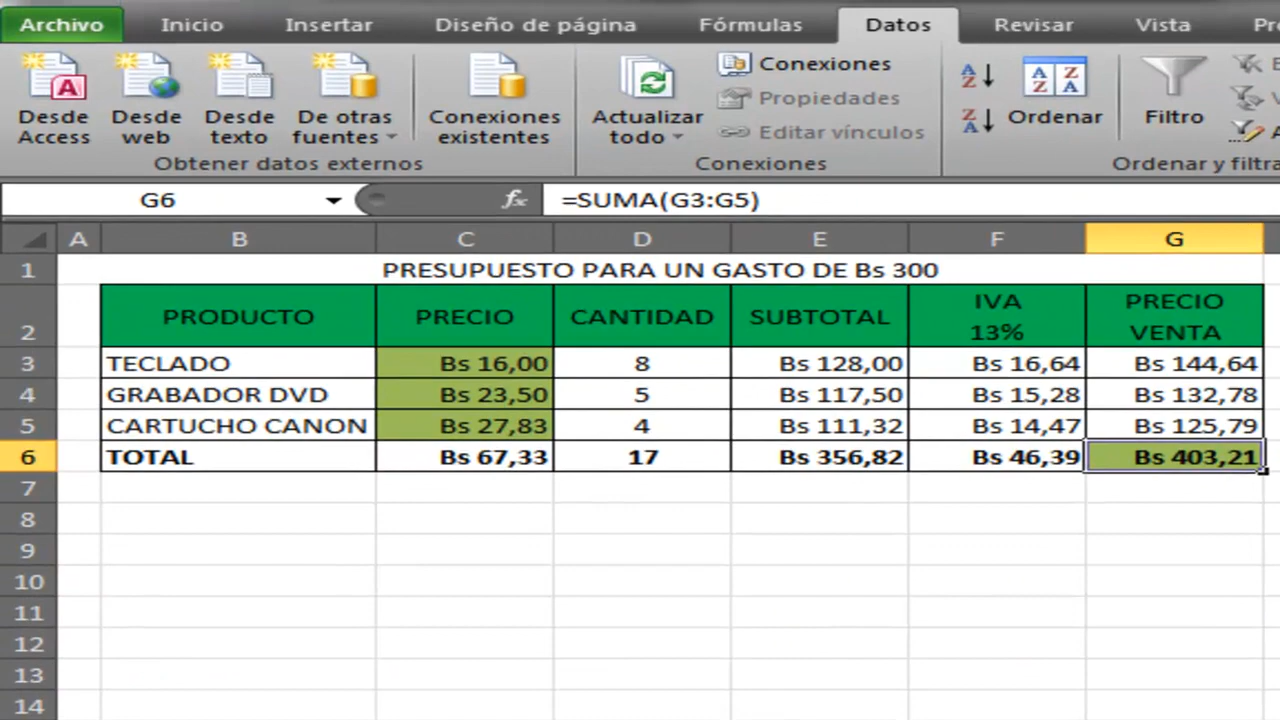 Archivo Inicio Insertar Diseño de página Fórmulas Datos Revisar Vista
Desde Access Desde web Desde texto De otras fuentes Conexiones existentes Actualizar todo Conexiones Propiedades Editar vínculos Ordenar Filtro
Obtener datos externos Conexiones Ordenar y filtra
G6 fx =SUMA(G3:G5)
A B C D E F G
1 PRESUPUESTO PARA UN GASTO DE Bs 300
2 PRODUCTO PRECIO CANTIDAD SUBTOTAL IVA 13% PRECIO VENTA
3 TECLADO Bs 16,00 8 Bs 128,00 Bs 16,64 Bs 144,64
4 GRABADOR DVD Bs 23,50 5 Bs 117,50 Bs 15,28 Bs 132,78
5 CARTUCHO CANON Bs 27,83 4 Bs 111,32 Bs 14,47 Bs 125,79
6 TOTAL Bs 67,33 17 Bs 356,82 Bs 46,39 Bs 403,21
7
8
9
10
11
12
13
14